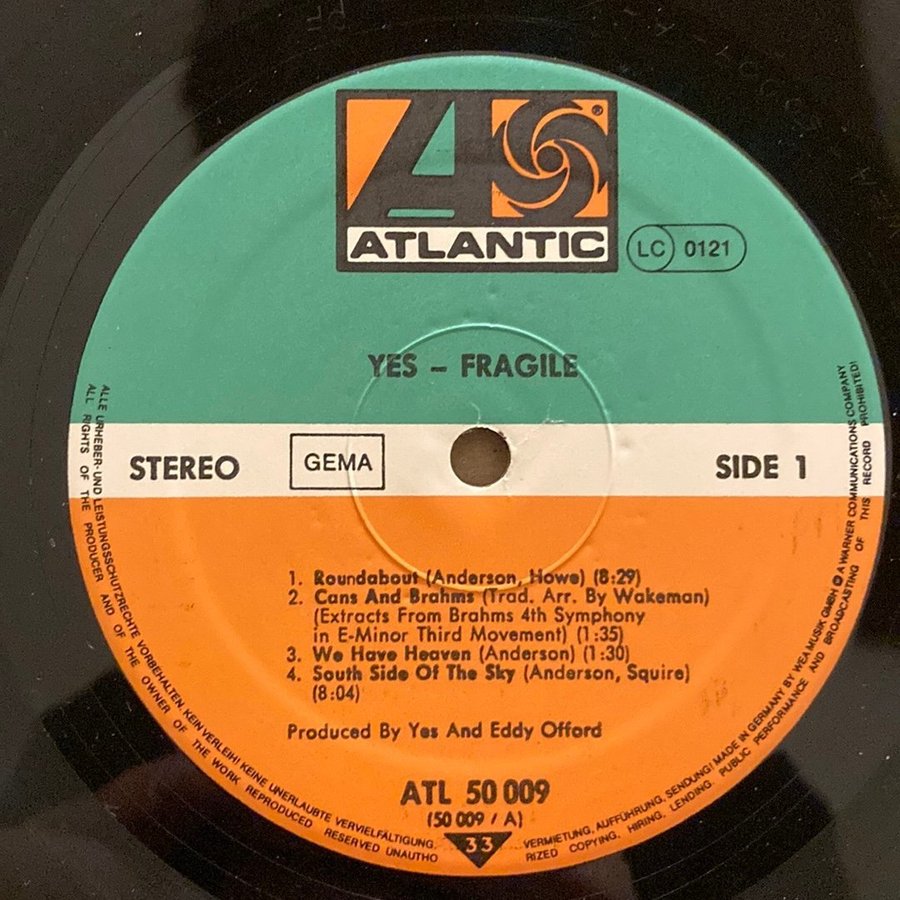 ATLANTIC
®
LC 0121
YES – FRAGILE
STEREO
GEMA
SIDE 1
1. Roundabout (Anderson, Howe) (8:29)
2. Cans And Brahms (Trad. Arr. By Wakeman)
(Extracts From Brahms 4th Symphony
in E-Minor Third Movement) (1:35)
3. We Have Heaven (Anderson) (1:30)
4. South Side Of The Sky (Anderson, Squire)
(8:04)
Produced By Yes And Eddy Offord
ATL 50 009
(50 009 / A)
33
ALLE URHEBER- UND LEISTUNGSSCHUTZRECHTE VORBEHALTEN. KEIN VERLEIH! KEINE UNERLAUBTE VERVIELFÄLTIGUNG, VERMIETUNG, AUFFÜHRUNG, SENDUNG! MADE IN GERMANY BY WEA MUSIK GMBH ℗ A WARNER COMMUNICATIONS COMPANY
ALL RIGHTS OF THE PRODUCER AND OF THE OWNER OF THE WORK REPRODUCED RESERVED UNAUTHORIZED COPYING, HIRING, LENDING, PUBLIC PERFORMANCE AND BROADCASTING OF THIS RECORD PROHIBITED!